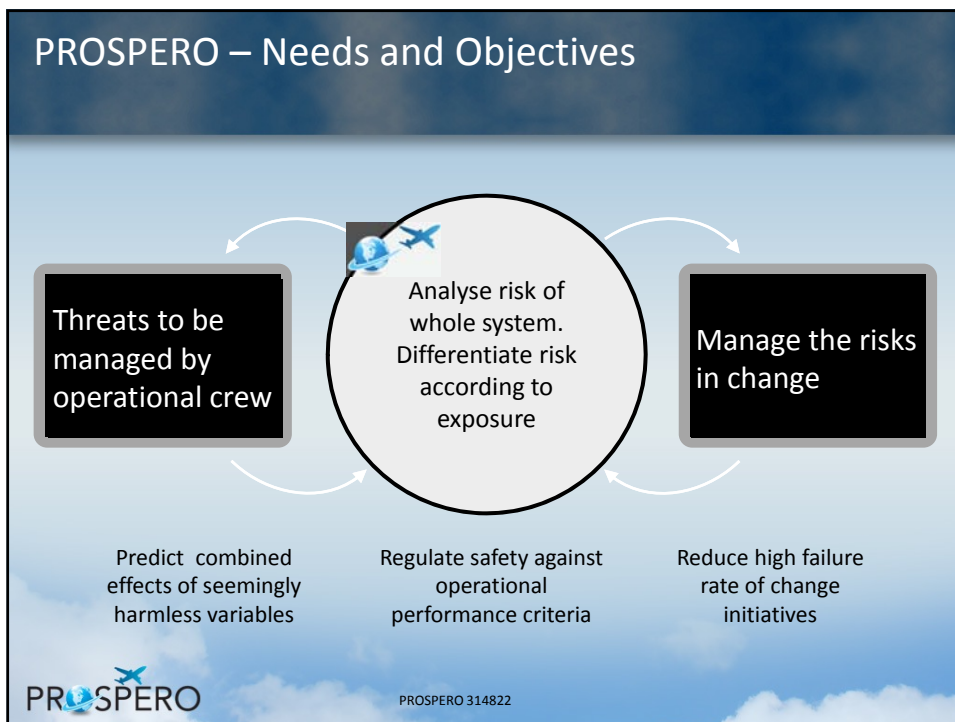 PROSPERO – Needs and Objectives
Threats to be
managed by
operational crew
Analyse risk of
whole system.
Differentiate risk
according to
exposure
Manage the risks
in change
Predict  combined
effects of seemingly
harmless variables
Regulate safety against
operational
performance criteria
Reduce high failure
rate of change
initiatives
PROSPERO
PROSPERO 314822